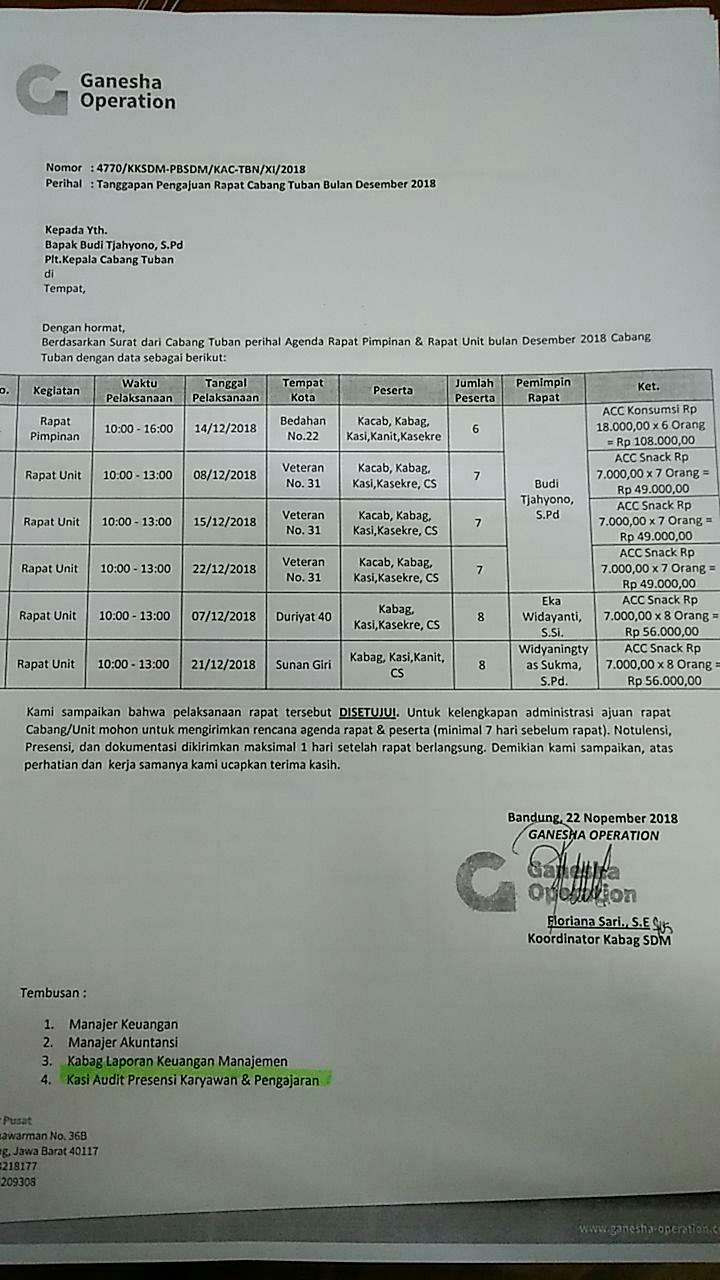 Ganesha
Operation
Nomor : 4770/KKSDM-PBSDM/KAC-TBN/XI/2018
Perihal : Tanggapan Pengajuan Rapat Cabang Tuban Bulan Desember 2018
Kepada Yth.
Bapak Budi Tjahyono, S.Pd
Plt.Kepala Cabang Tuban
di
Tempat,
Dengan hormat,
Berdasarkan Surat dari Cabang Tuban perihal Agenda Rapat Pimpinan & Rapat Unit bulan Desember 2018 Cabang
Tuban dengan data sebagai berikut:
o. Kegiatan Waktu Pelaksanaan Tanggal Pelaksanaan Tempat Kota Peserta Jumlah Peserta Pemimpin Rapat Ket.
Rapat Pimpinan 10:00 - 16:00 14/12/2018 Bedahan No.22 Kacab, Kabag, Kasi,Kanit,Kasekre 6 Budi Tjahyono, S.Pd ACC Konsumsi Rp 18.000,00 x 6 Orang = Rp 108.000,00
Rapat Unit 10:00 - 13:00 08/12/2018 Veteran No. 31 Kacab, Kabag, Kasi,Kasekre, CS 7 ACC Snack Rp 7.000,00 x 7 Orang = Rp 49.000,00
Rapat Unit 10:00 - 13:00 15/12/2018 Veteran No. 31 Kacab, Kabag, Kasi,Kasekre, CS 7 ACC Snack Rp 7.000,00 x 7 Orang = Rp 49.000,00
Rapat Unit 10:00 - 13:00 22/12/2018 Veteran No. 31 Kacab, Kabag, Kasi,Kasekre, CS 7 ACC Snack Rp 7.000,00 x 7 Orang = Rp 49.000,00
Rapat Unit 10:00 - 13:00 07/12/2018 Duriyat 40 Kabag, Kasi,Kasekre, CS 8 Eka Widayanti, S.Si. ACC Snack Rp 7.000,00 x 8 Orang = Rp 56.000,00
Rapat Unit 10:00 - 13:00 21/12/2018 Sunan Giri Kabag, Kasi,Kanit, CS 8 Widyaningty as Sukma, S.Pd. ACC Snack Rp 7.000,00 x 8 Orang = Rp 56.000,00
Kami sampaikan bahwa pelaksanaan rapat tersebut DISETUJUI. Untuk kelengkapan administrasi ajuan rapat
Cabang/Unit mohon untuk mengirimkan rencana agenda rapat & peserta (minimal 7 hari sebelum rapat). Notulensi,
Presensi, dan dokumentasi dikirimkan maksimal 1 hari setelah rapat berlangsung. Demikian kami sampaikan, atas
perhatian dan kerja samanya kami ucapkan terima kasih.
Bandung, 22 Nopember 2018
GANESHA OPERATION
Ganesha
Operation
Floriana Sari., S.E
Koordinator Kabag SDM
Tembusan :
1. Manajer Keuangan
2. Manajer Akuntansi
3. Kabag Laporan Keuangan Manajemen
4. Kasi Audit Presensi Karyawan & Pengajaran
Pusat
awarman No. 36B
g, Jawa Barat 40117
218177
209308
www.ganesha-operation.c